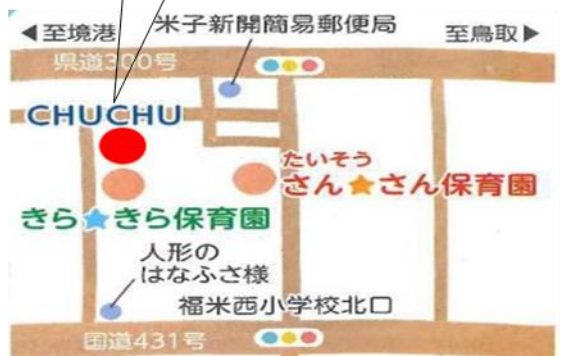 ◀至境港
米子新開簡易郵便局
至鳥取▶
県道300号
CHUCHU
たいそう
さん★さん保育園
きら★きら保育園
人形の
はなふさ様
福米西小学校北口
国道431号